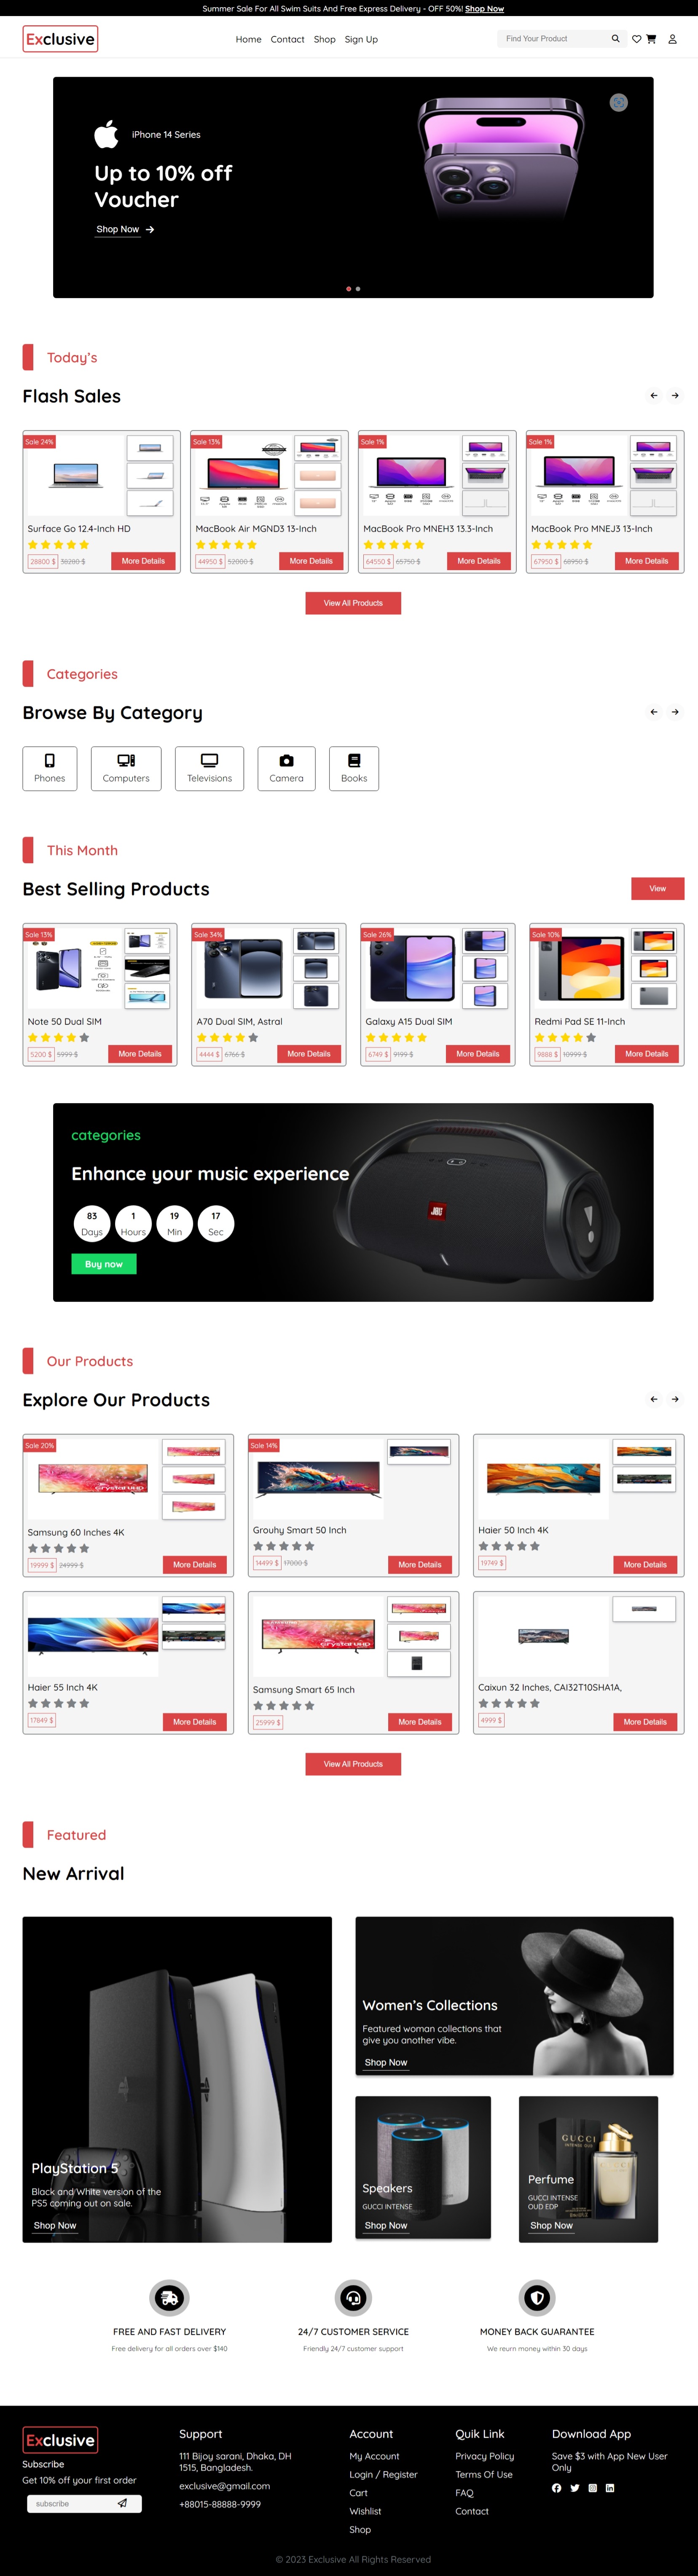 Summer Sale For All Swim Suits And Free Express Delivery - OFF 50%! Shop Now
Exclusive
Home Contact Shop Sign Up
Find Your Product
iPhone 14 Series
Up to 10% off
Voucher
Shop Now
Today's
Flash Sales
Sale 24%
Surface Go 12.4-Inch HD
28800 $ 38280 $
More Details
Sale 13%
MacBook Air MGND3 13-Inch
44950 $ 52000 $
More Details
Sale 1%
MacBook Pro MNEH3 13.3-Inch
64550 $ 65750 $
More Details
Sale 1%
MacBook Pro MNEJ3 13-Inch
67950 $ 68950 $
More Details
View All Products
Categories
Browse By Category
Phones
Computers
Televisions
Camera
Books
This Month
Best Selling Products
View
Sale 13%
Note 50 Dual SIM
5200 $ 5999 $
More Details
Sale 34%
A70 Dual SIM, Astral
4444 $ 6766 $
More Details
Sale 26%
Galaxy A15 Dual SIM
6749 $ 9199 $
More Details
Sale 10%
Redmi Pad SE 11-Inch
9888 $ 10999 $
More Details
categories
Enhance your music experience
83 Days
1 Hours
19 Min
17 Sec
Buy now
JBL
Our Products
Explore Our Products
Sale 20%
crystal UHD
Samsung 60 Inches 4K
19999 $ 24999 $
More Details
Sale 14%
Grouhy Smart 50 Inch
14499 $ 17000 $
More Details
Haier 50 Inch 4K
19749 $
More Details
Haier 55 Inch 4K
17849 $
More Details
SAMSUNG
crystal UHD
Samsung Smart 65 Inch
25999 $
More Details
Caixun 32 Inches, CAI32T10SHA1A,
4999 $
More Details
View All Products
Featured
New Arrival
PlayStation 5
Black and White version of the
PS5 coming out on sale.
Shop Now
Women's Collections
Featured woman collections that
give you another vibe.
Shop Now
Speakers
GUCCI INTENSE
Shop Now
GUCCI
INTENSE OUD
Perfume
GUCCI INTENSE
OUD EDP
Shop Now
FREE AND FAST DELIVERY
Free delivery for all orders over $140
24/7 CUSTOMER SERVICE
Friendly 24/7 customer support
MONEY BACK GUARANTEE
We reurn money within 30 days
Exclusive
Subscribe
Get 10% off your first order
subscribe
Support
111 Bijoy sarani, Dhaka, DH
1515, Bangladesh.
exclusive@gmail.com
+88015-88888-9999
Account
My Account
Login / Register
Cart
Wishlist
Shop
Quik Link
Privacy Policy
Terms Of Use
FAQ
Contact
Download App
Save $3 with App New User
Only
© 2023 Exclusive All Rights Reserved